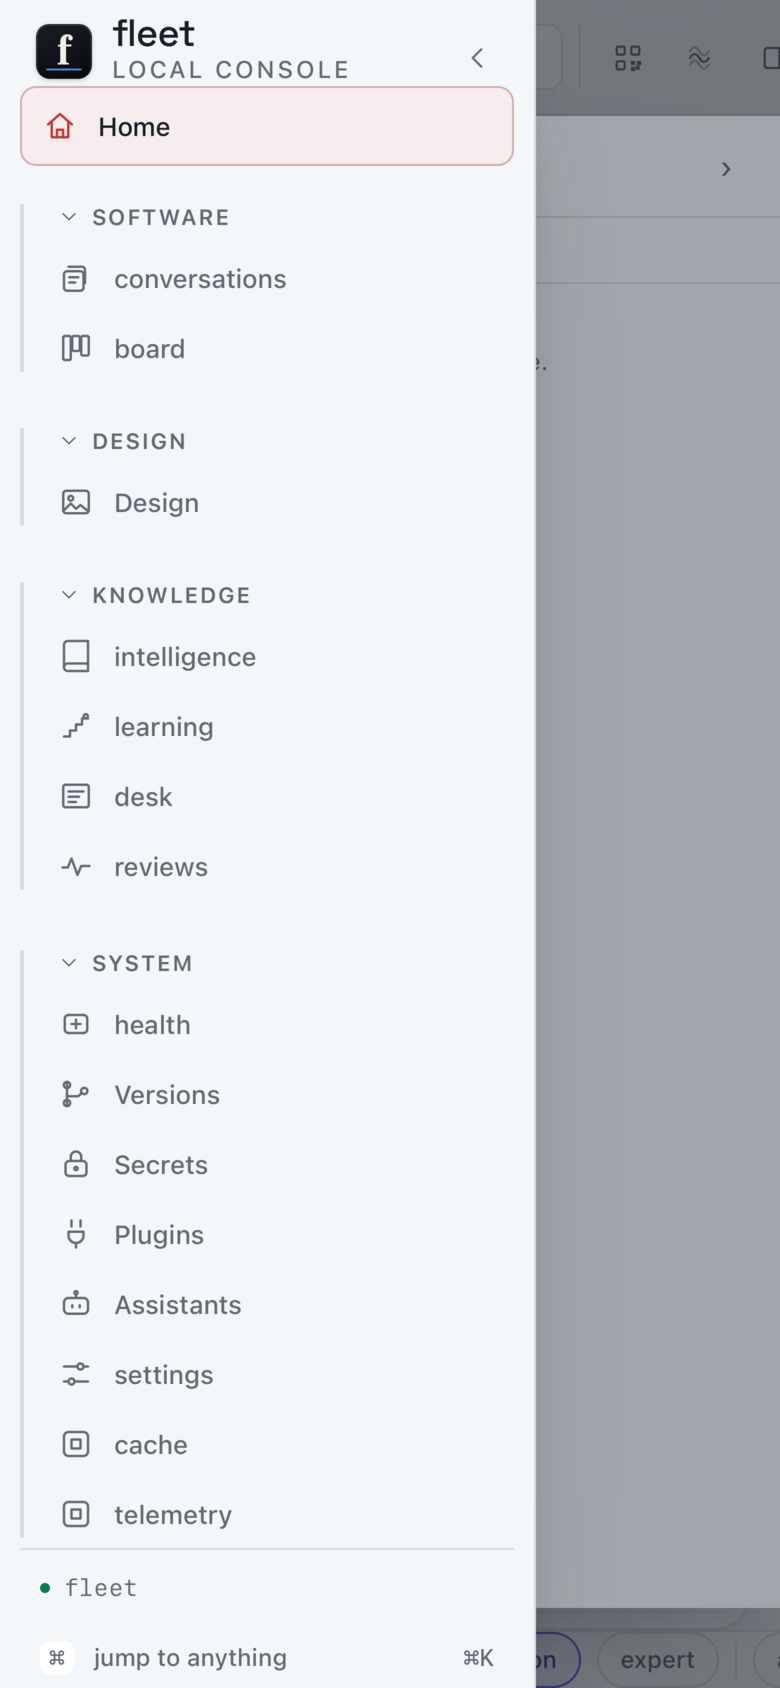 f
fleet
LOCAL CONSOLE
Home
SOFTWARE
conversations
board
DESIGN
Design
KNOWLEDGE
intelligence
learning
desk
reviews
SYSTEM
health
Versions
Secrets
Plugins
Assistants
settings
cache
telemetry
fleet
⌘ jump to anything ⌘K
e.
on
expert